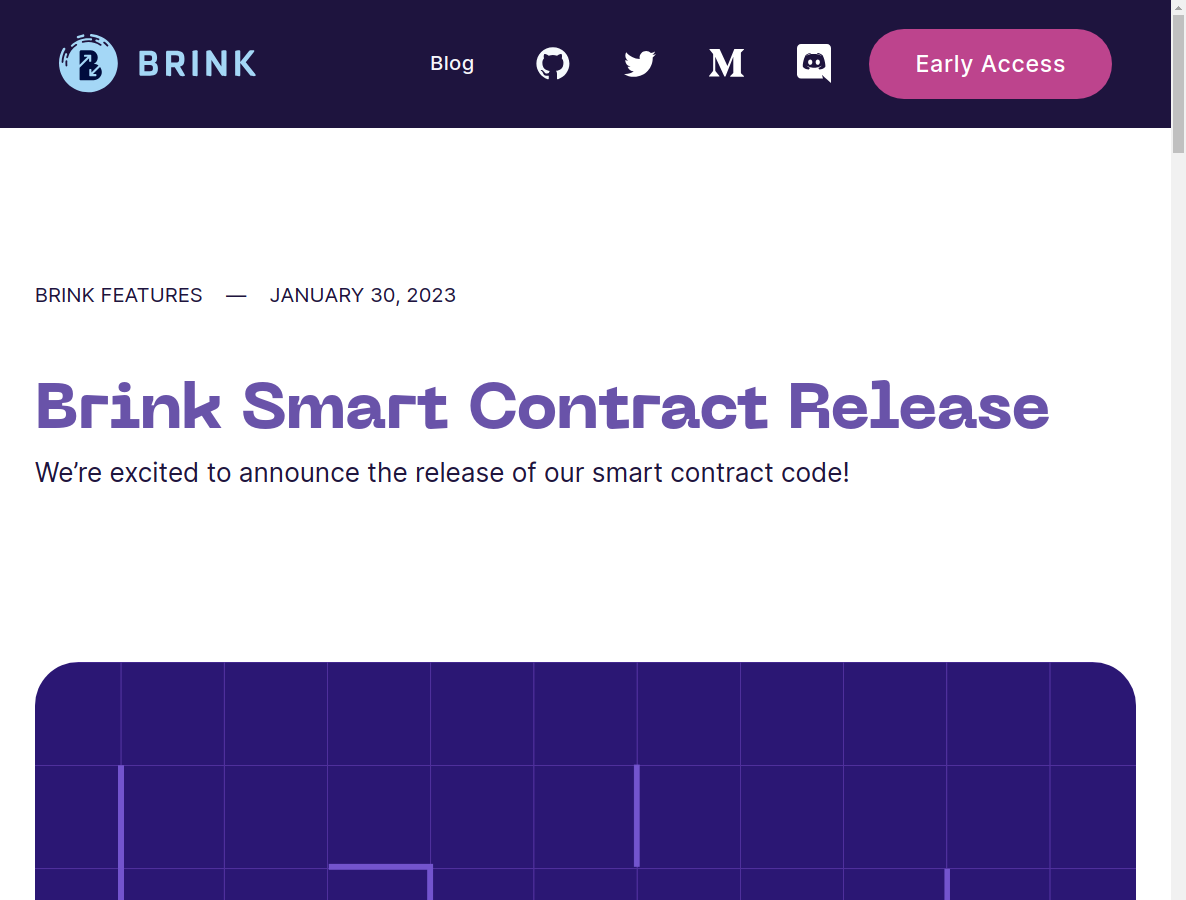 BRINK
Blog
Early Access
BRINK FEATURES — JANUARY 30, 2023
Brink Smart Contract Release
We’re excited to announce the release of our smart contract code!